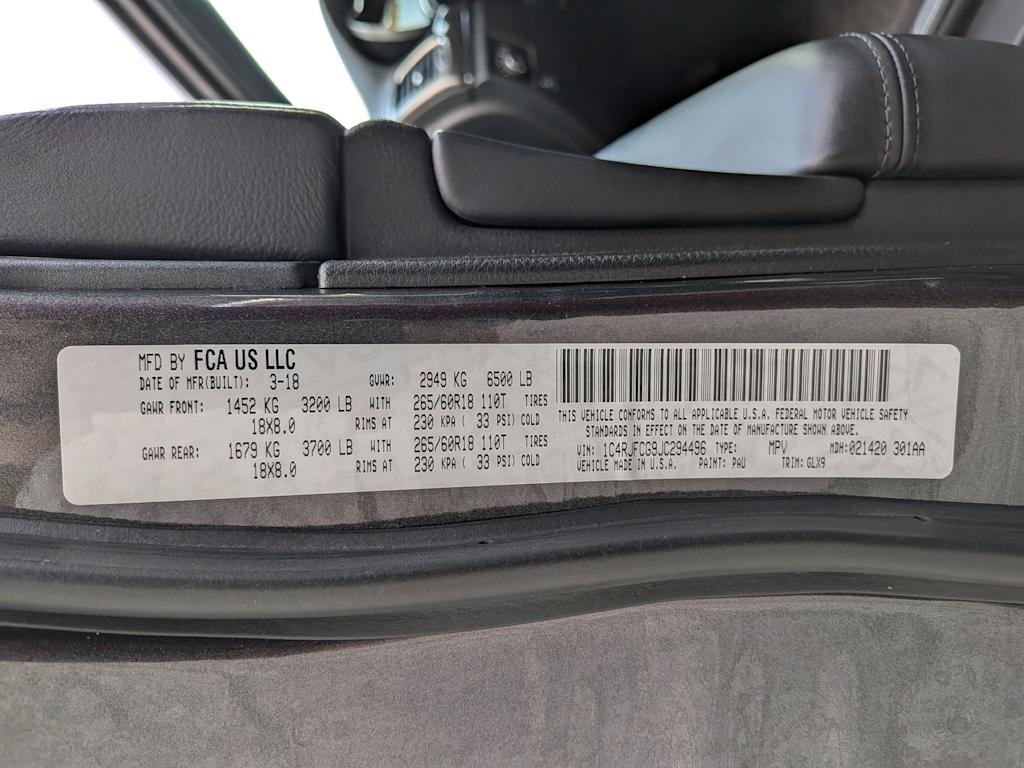 MFD BY FCA US LLC
DATE OF MFR(BUILT): 3-18 GVWR: 2949 KG 6500 LB
GAWR FRONT: 1452 KG 3200 LB WITH 265/60R18 110T TIRES
18X8.0 RIMS AT 230 KPA ( 33 PSI) COLD
GAWR REAR: 1679 KG 3700 LB WITH 265/60R18 110T TIRES
18X8.0 RIMS AT 230 KPA ( 33 PSI) COLD
THIS VEHICLE CONFORMS TO ALL APPLICABLE U.S.A. FEDERAL MOTOR VEHICLE SAFETY
STANDARDS IN EFFECT ON THE DATE OF MANUFACTURE SHOWN ABOVE.
VIN: 1C4RJFCG9JC294496 TYPE: MPV MDH: 021420 301AA
VEHICLE MADE IN U.S.A. PAINT: PAU TRIM: GLX9